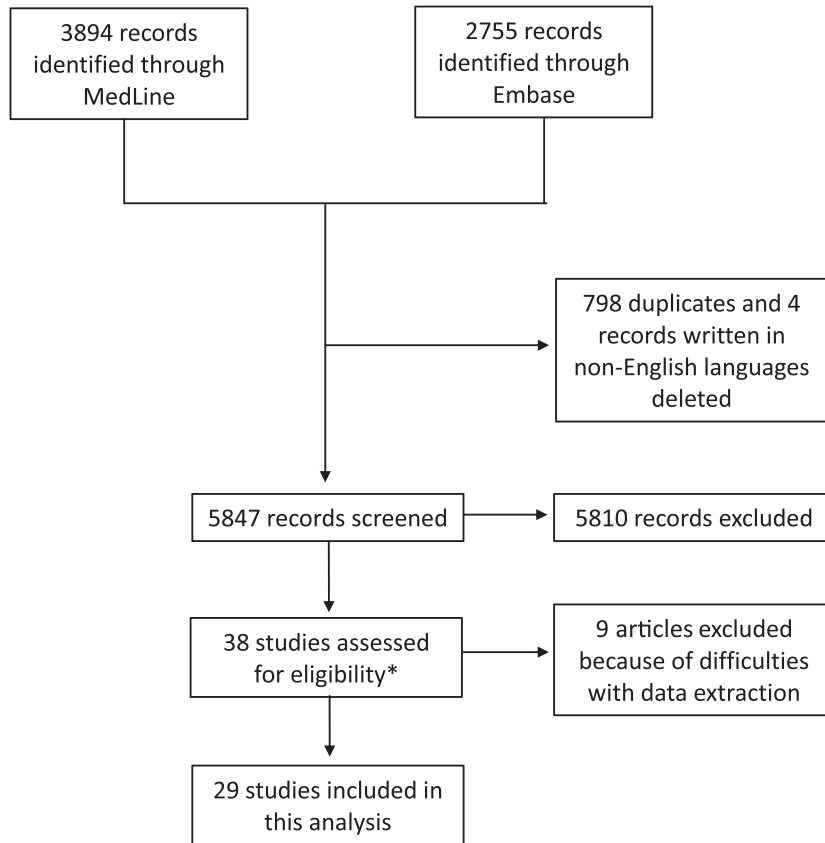 3894 records
identified through
MedLine
2755 records
identified through
Embase
798 duplicates and 4
records written in
non-English languages
deleted
5847 records screened
5810 records excluded
38 studies assessed
for eligibility*
9 articles excluded
because of difficulties
with data extraction
29 studies included in
this analysis